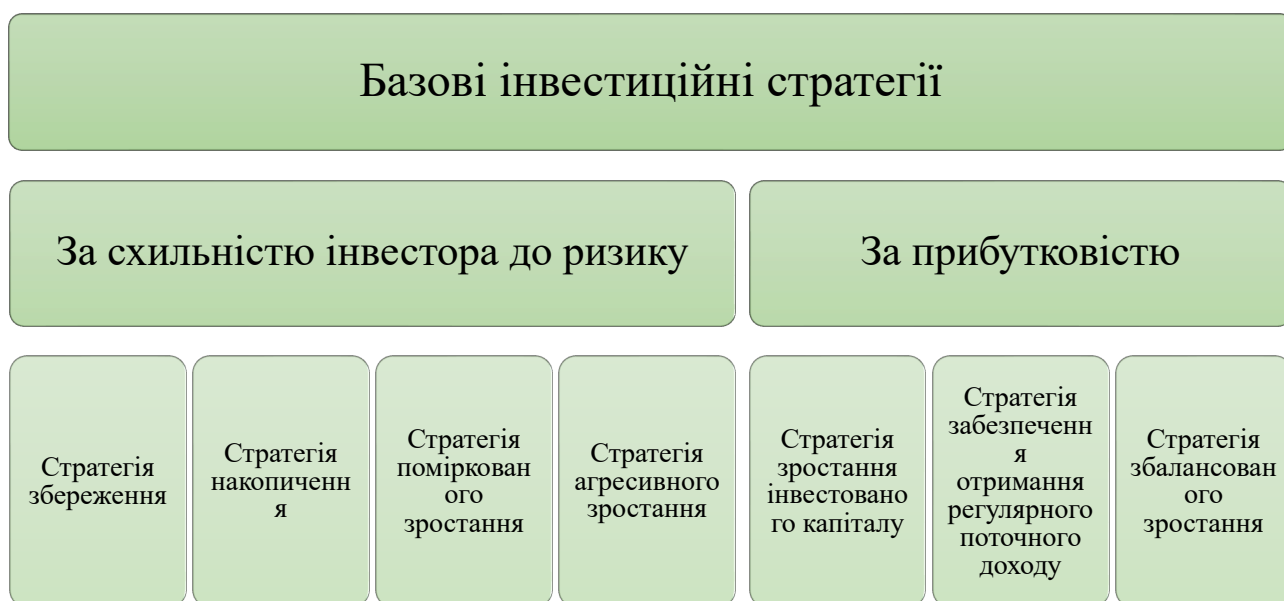 Базові інвестиційні стратегії
За схильністю інвестора до ризику
За прибутковістю
Стратегія
збереження
Стратегія
накопиченн
я
Стратегія
поміркован
ого
зростання
Стратегія
агресивного
зростання
Стратегія
зростання
інвестовано
го капіталу
Стратегія
забезпеченн
я
отримання
регулярного
поточного
доходу
Стратегія
збалансован
ого
зростання